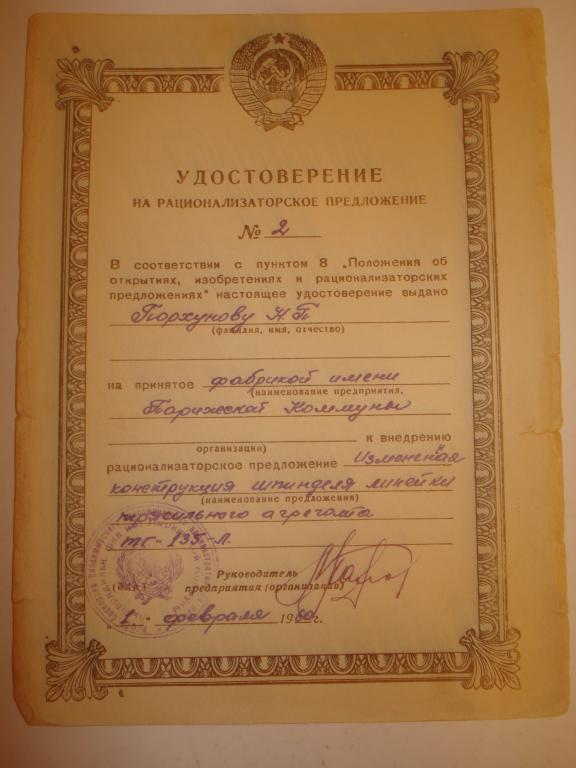 УДОСТОВЕРЕНИЕ
НА РАЦИОНАЛИЗАТОРСКОЕ ПРЕДЛОЖЕНИЕ
№ 2
В соответствии с пунктом 8 „Положения об
открытиях, изобретениях и рационализаторских
предложениях" настоящее удостоверение выдано
Порхунову Н.П
(фамилия, имя, отчество)
на принятое фабрикой имени
(наименование предприятия,
Парижской Коммуны
организации) к внедрению
рационализаторское предложение Измененная
конструкция шпинделя линейки
(наименование предложения)
агрегата
тг-135-Л.
Руководитель
предприятия (организации)
1 февраля 1960г.